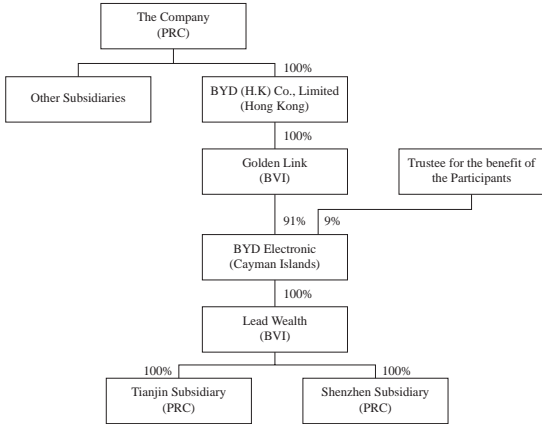 The Company
(PRC)
100%
Other Subsidiaries
BYD (H.K) Co., Limited
(Hong Kong)
100%
Golden Link
(BVI)
Trustee for the benefit of
the Participants
91%
9%
BYD Electronic
(Cayman Islands)
100%
Lead Wealth
(BVI)
100%
100%
Tianjin Subsidiary
(PRC)
Shenzhen Subsidiary
(PRC)